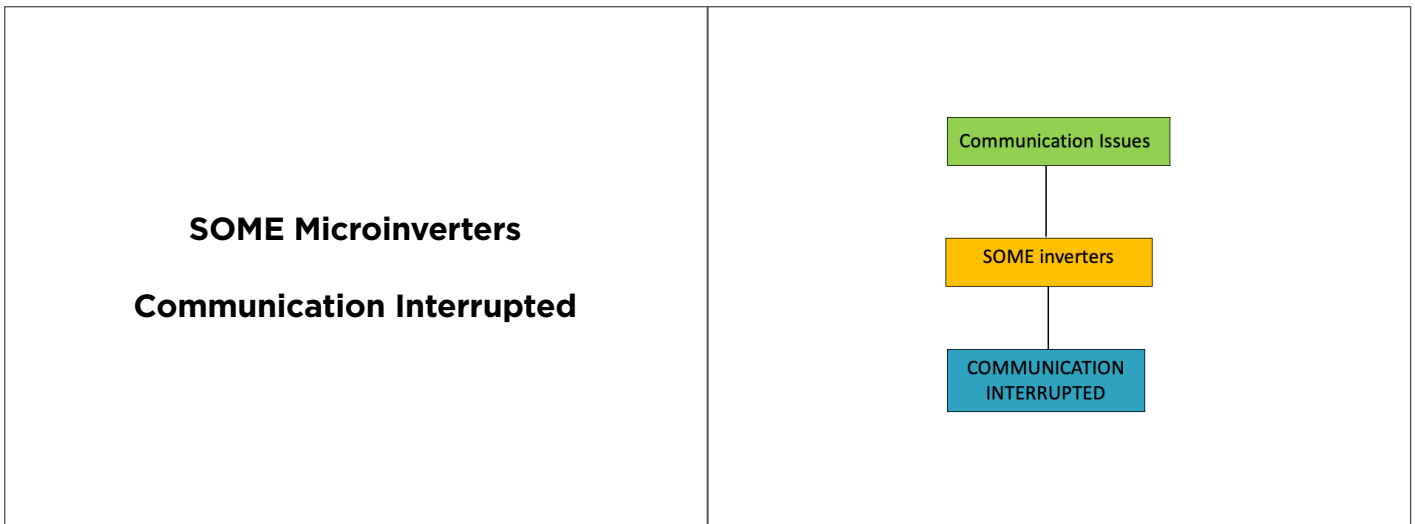 SOME Microinverters
Communication Interrupted
Communication Issues
SOME inverters
COMMUNICATION
INTERRUPTED